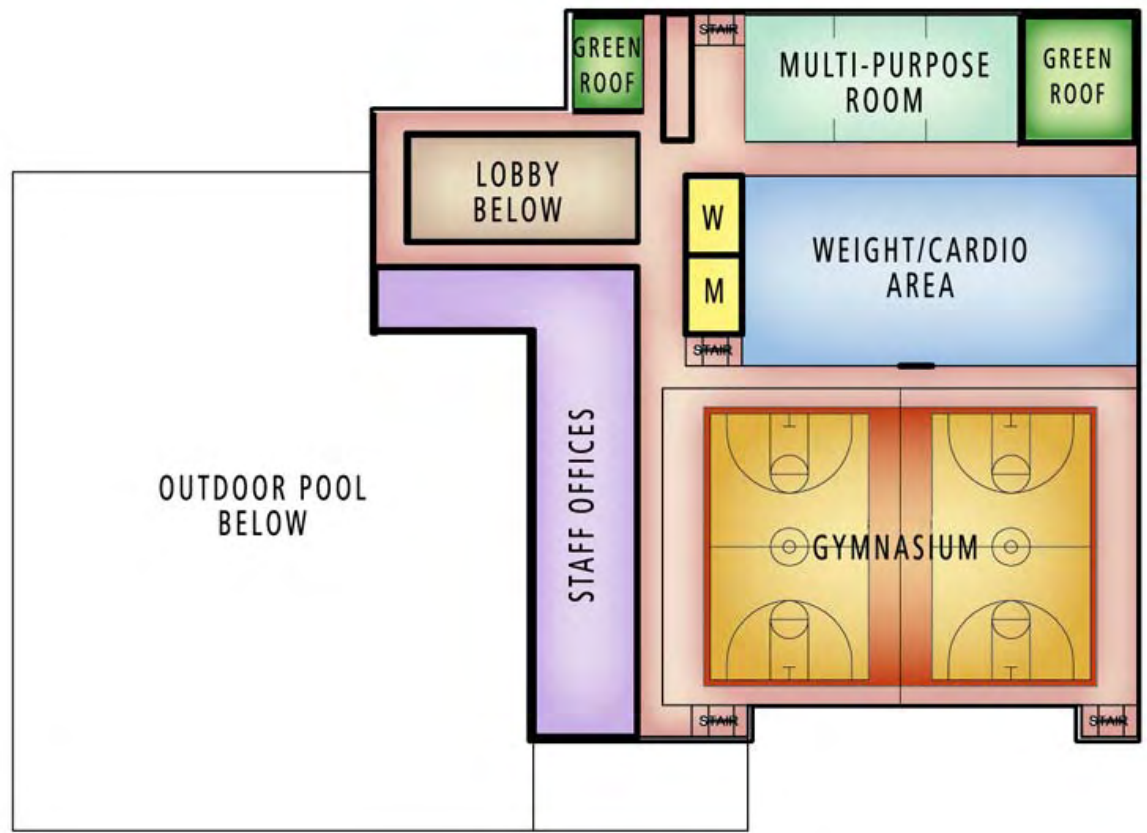 STAIR
GREEN
ROOF
MULTI-PURPOSE
ROOM
GREEN
ROOF
LOBBY
BELOW
W
M
WEIGHT/CARDIO
AREA
STAIR
STAFF OFFICES
OUTDOOR POOL
BELOW
GYMNASIUM
STAIR
STAIR